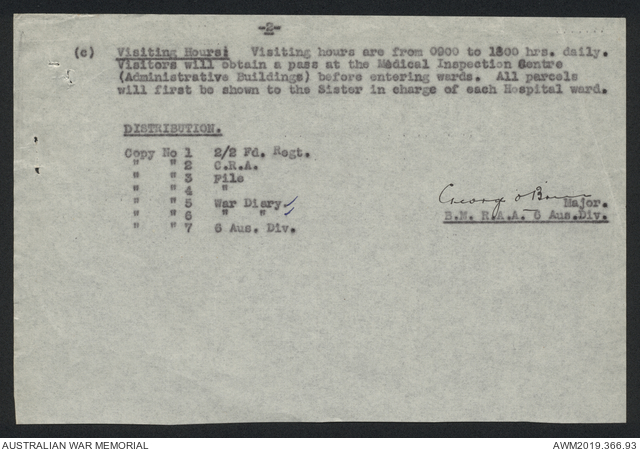 -2-
(c) Visiting Hours: Visiting hours are from 0900 to 1800 hrs. daily.
Visitors will obtain a pass at the Medical Inspection Centre
(Administrative Buildings) before entering wards. All parcels
will first be shown to the Sister in charge of each Hospital ward.
DISTRIBUTION.
Copy No 1 2/2 Fd. Regt.
" " 2 C.R.A.
" " 3 File
" " 4 "
" " 5 War Diary
" " 6 " "
" " 7 6 Aus. Div.
George O'Brien
Major.
B.M. R.A.A. 6 Aus.Div.
AUSTRALIAN WAR MEMORIAL
AWM2019.366.93